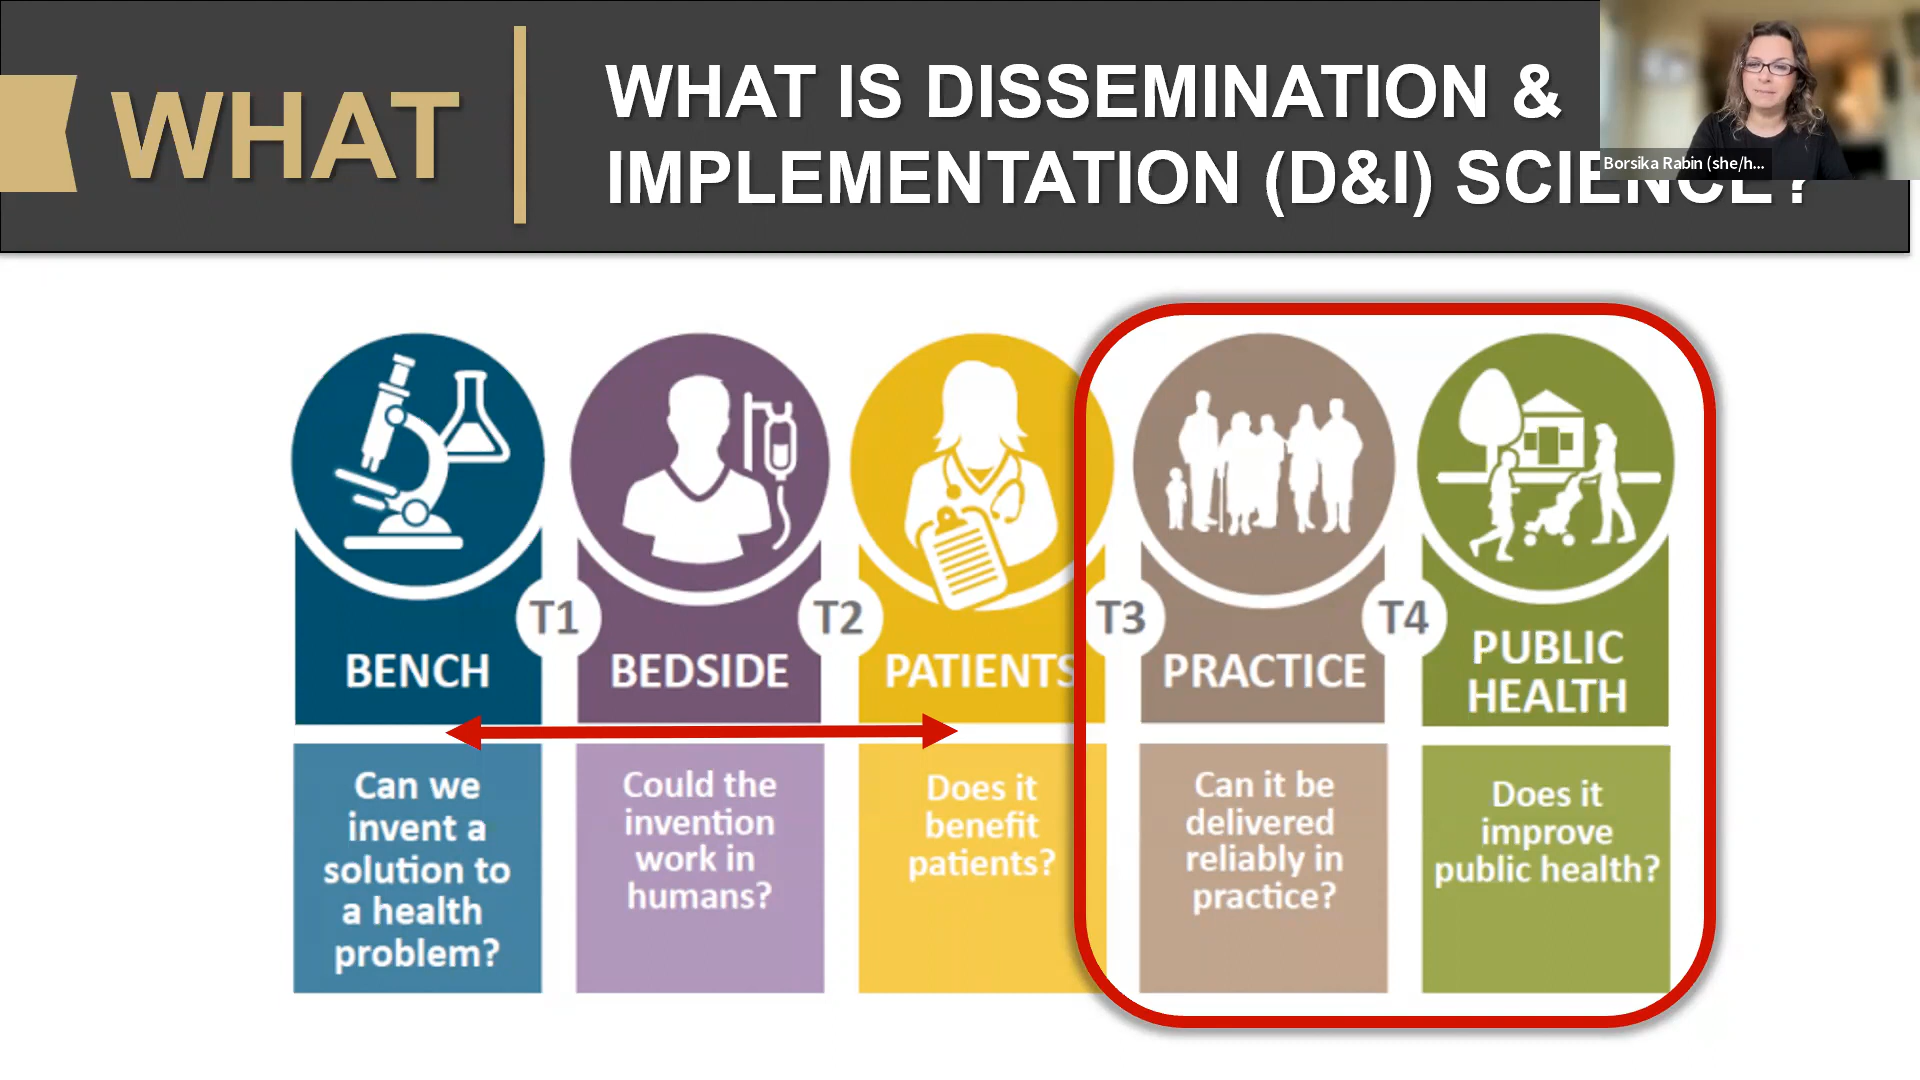 WHAT
WHAT IS DISSEMINATION &
IMPLEMENTATION (D&I) SCIENCE?
Borsika Rabin (she/h...
T1
T2
T3
T4
BENCH
BEDSIDE
PATIENTS
PRACTICE
PUBLIC
HEALTH
Can we
invent a
solution to
a health
problem?
Could the
invention
work in
humans?
Does it
benefit
patients?
Can it be
delivered
reliably in
practice?
Does it
improve
public health?